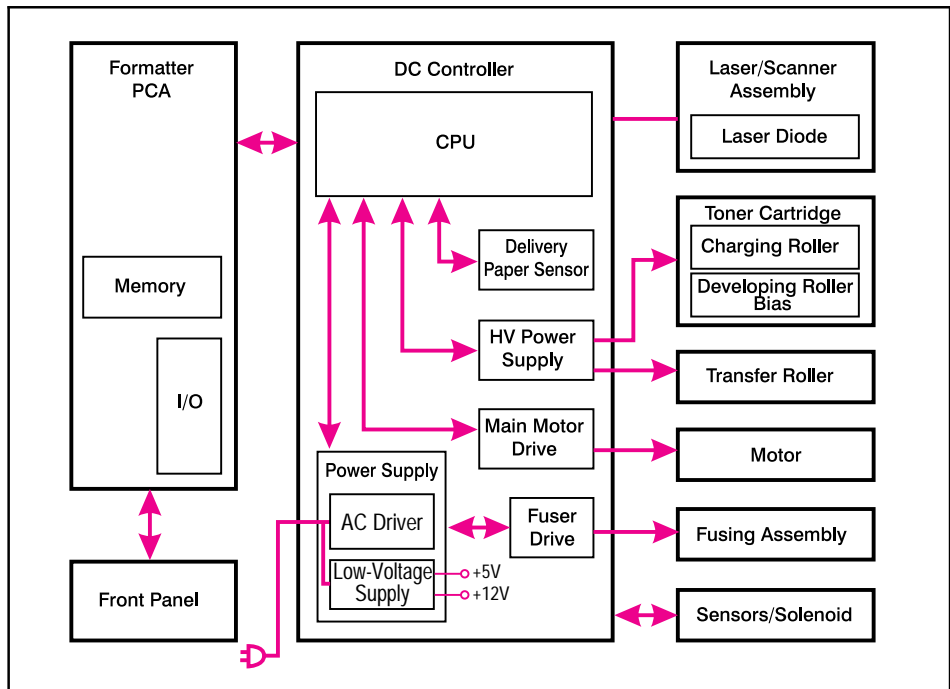 Formatter
PCA
Memory
I/O
Front Panel
DC Controller
CPU
Delivery
Paper Sensor
HV Power
Supply
Main Motor
Drive
Power Supply
AC Driver
Low-Voltage
Supply
+5V
+12V
Fuser
Drive
Laser/Scanner
Assembly
Laser Diode
Toner Cartridge
Charging Roller
Developing Roller
Bias
Transfer Roller
Motor
Fusing Assembly
Sensors/Solenoid